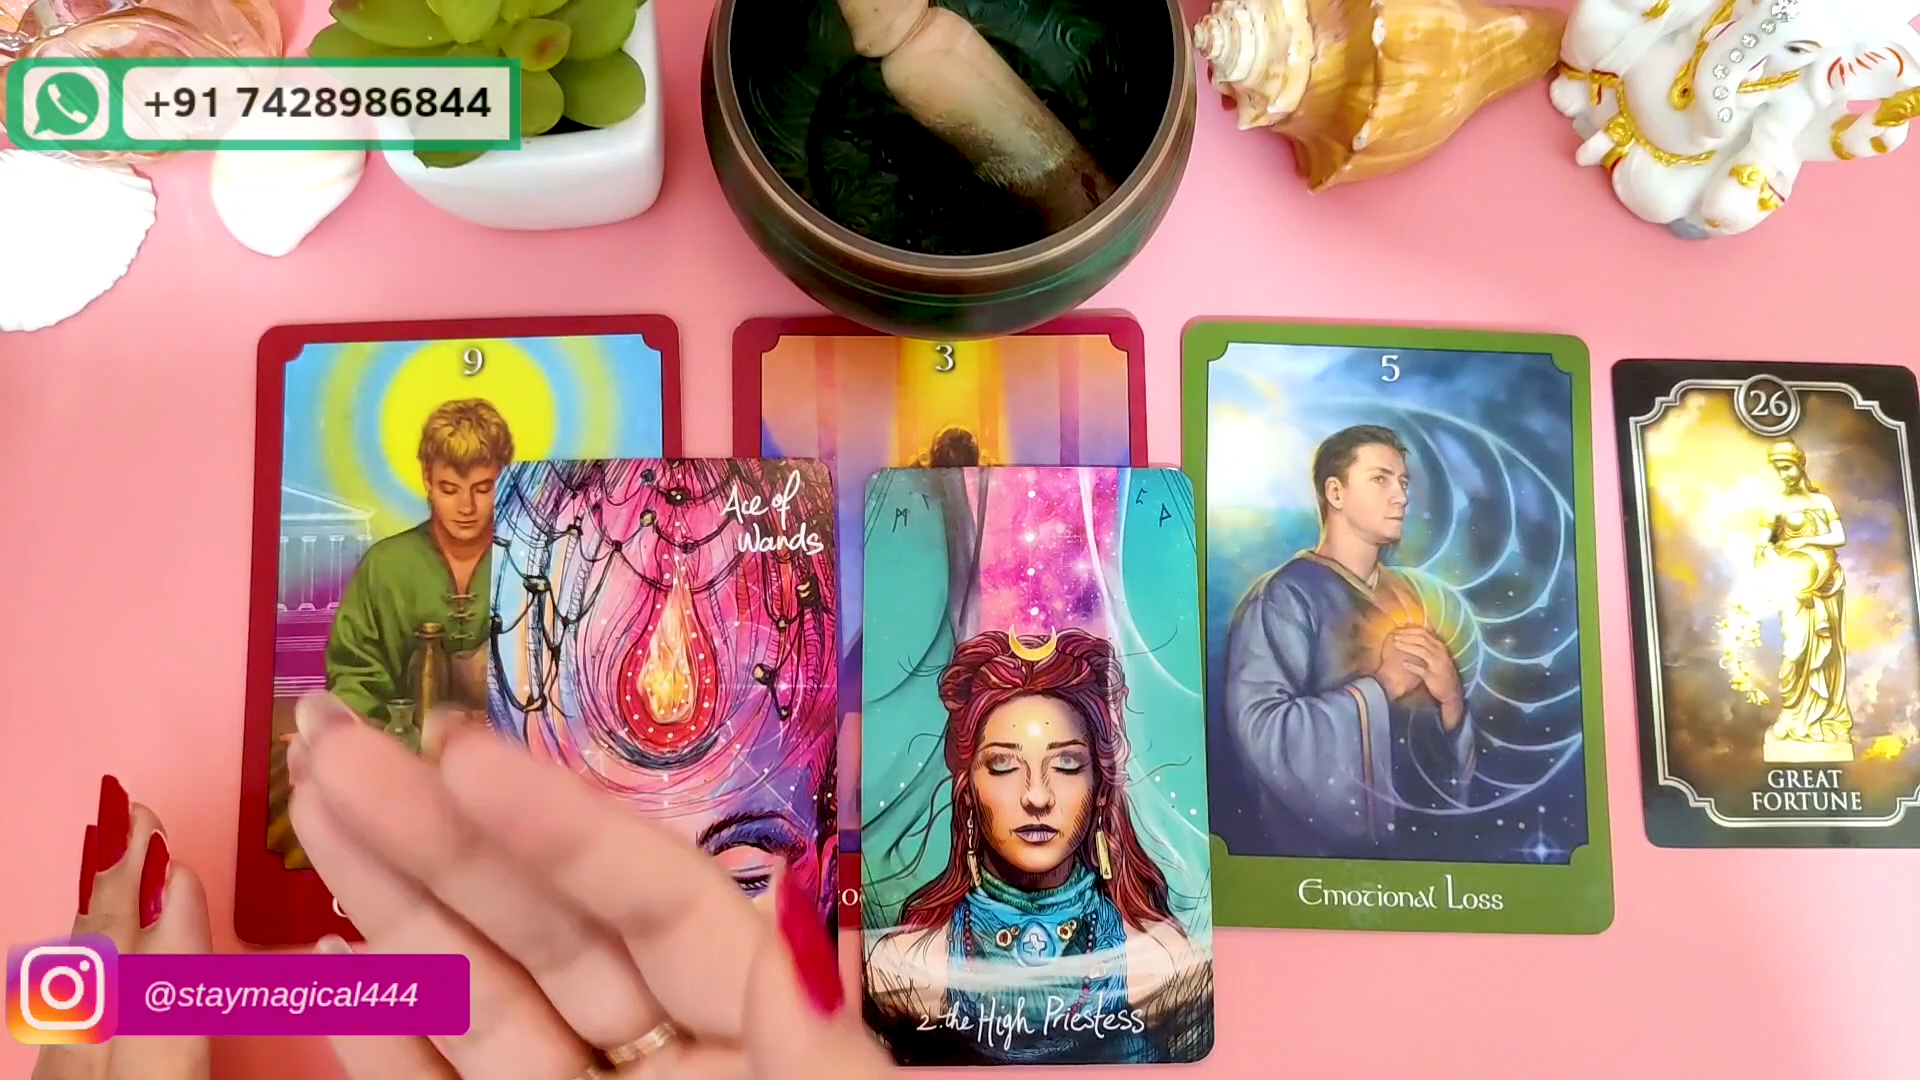 +91 7428986844
9
3
5
26
Ace of
Wands
GREAT
FORTUNE
Emotional Loss
2. the High Priestess
@staymagical444